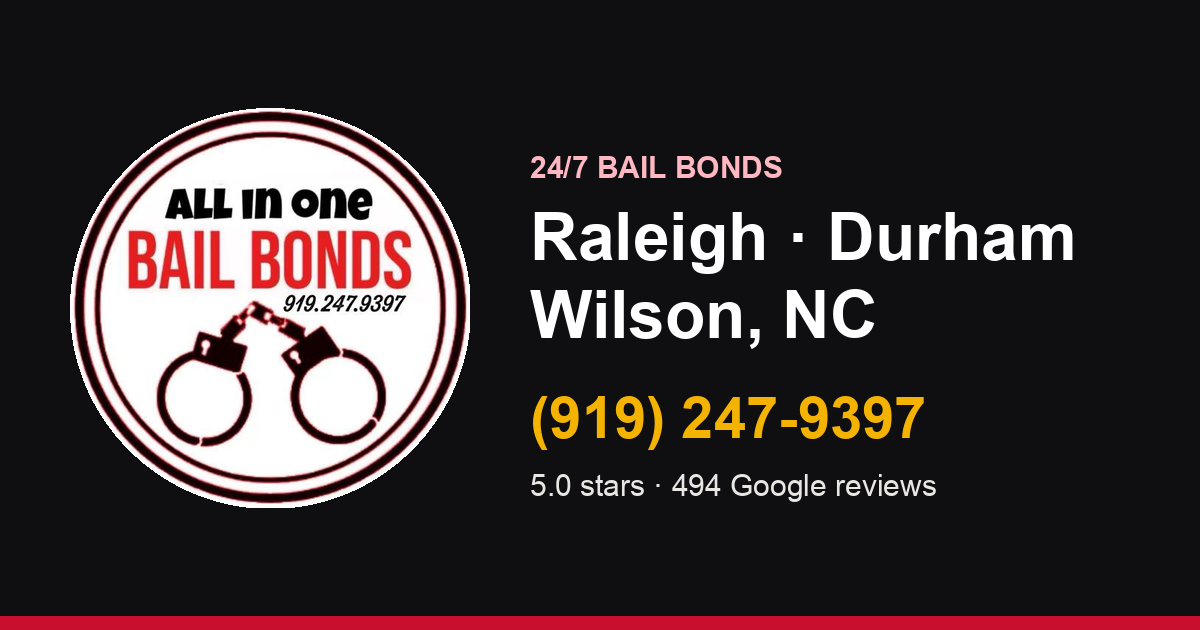 ALL IN ONE
BAIL BONDS
919.247.9397
24/7 BAIL BONDS
Raleigh · Durham
Wilson, NC
(919) 247-9397
5.0 stars · 494 Google reviews